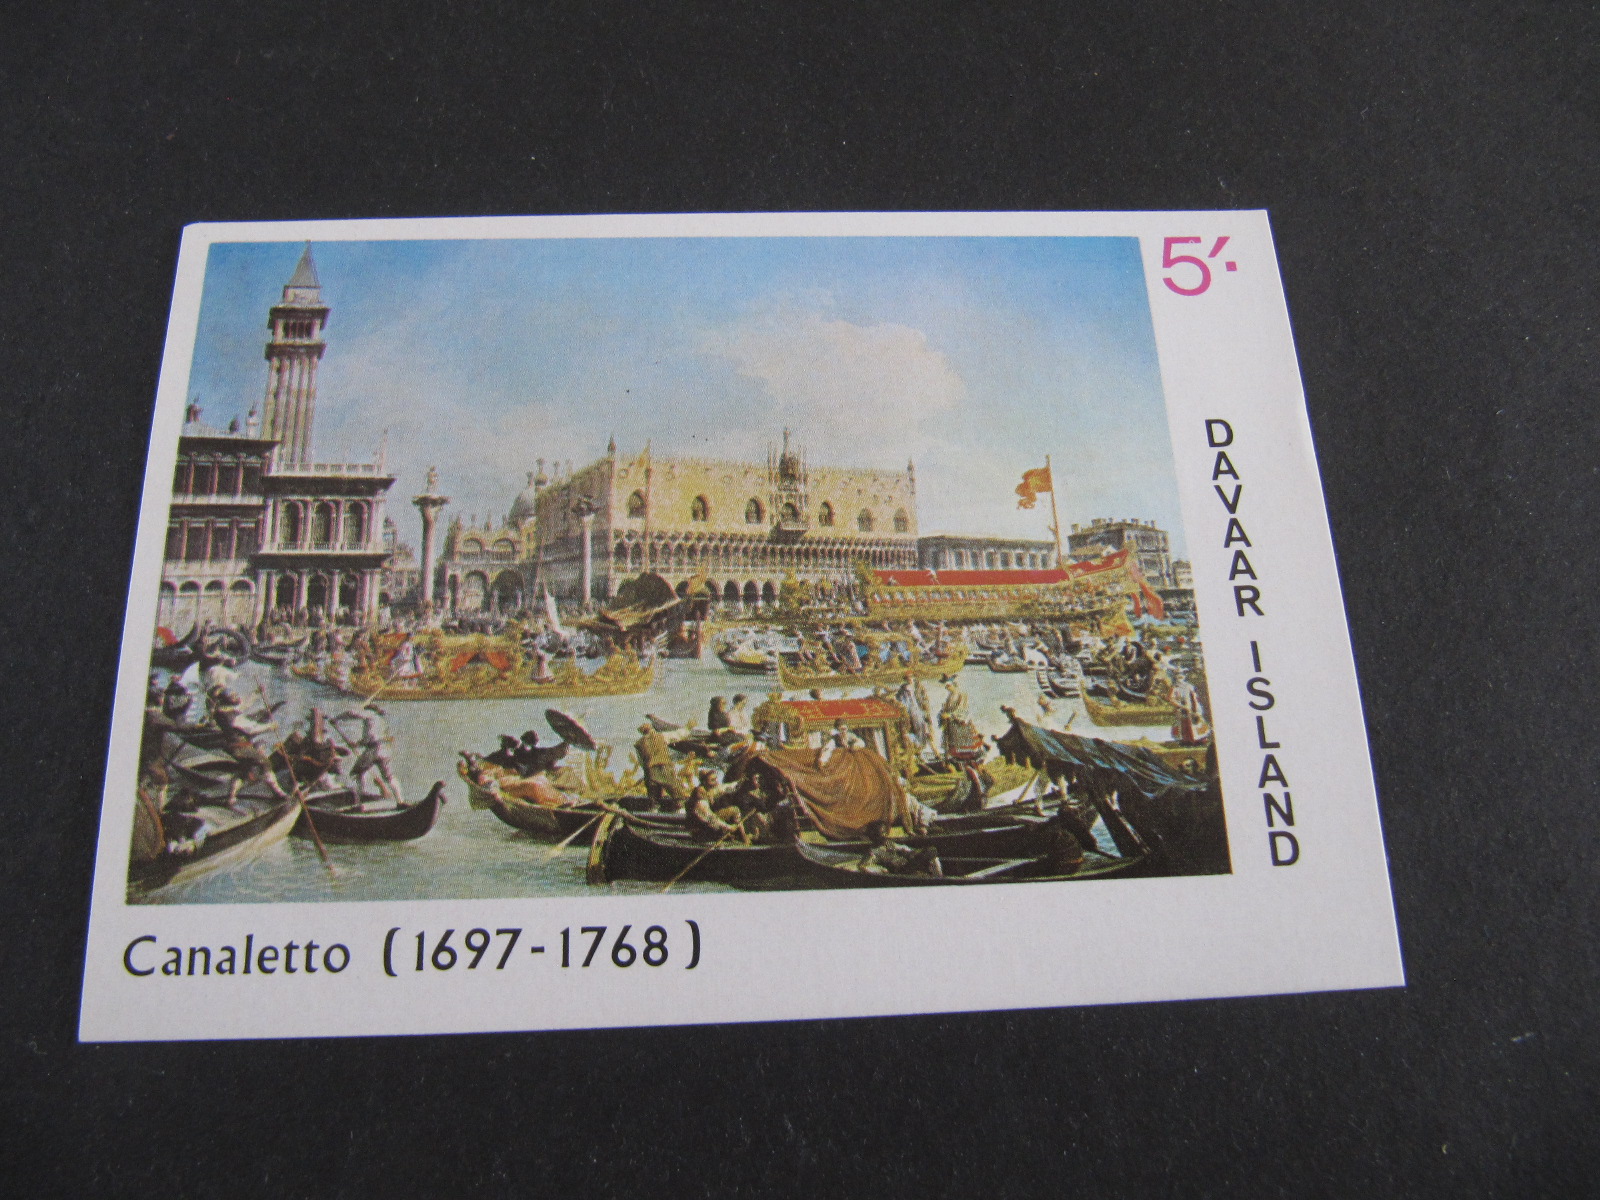 5/.
DAVAAR ISLAND
Canaletto (1697-1768)